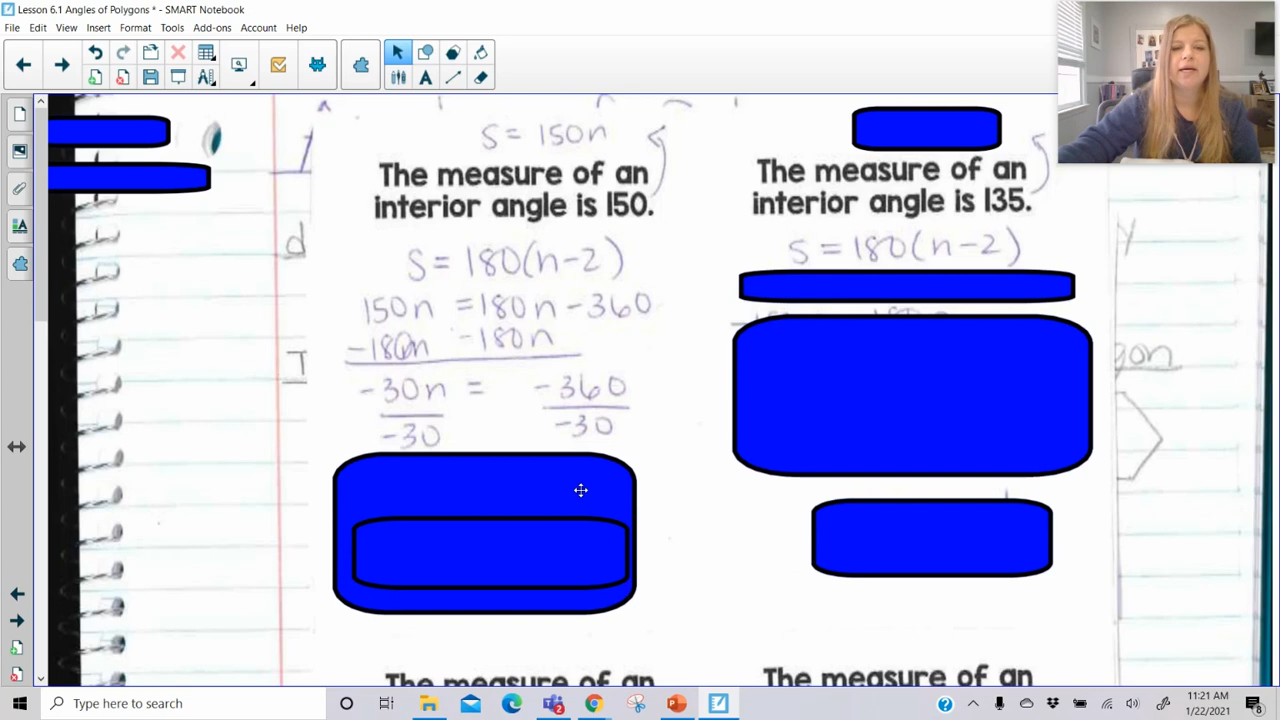 Lesson 6.1 Angles of Polygons * - SMART Notebook
File Edit View Insert Format Tools Add-ons Account Help
S = 150n
The measure of an
interior angle is 150.
S = 180(n-2)
150n = 180n - 360
-180n -180n
-30n = -360
-30 -30
The measure of an
interior angle is 135.
S = 180(n-2)
d
y
gon
The measure of an
The measure of an
Type here to search
11:21 AM
1/22/2021
8